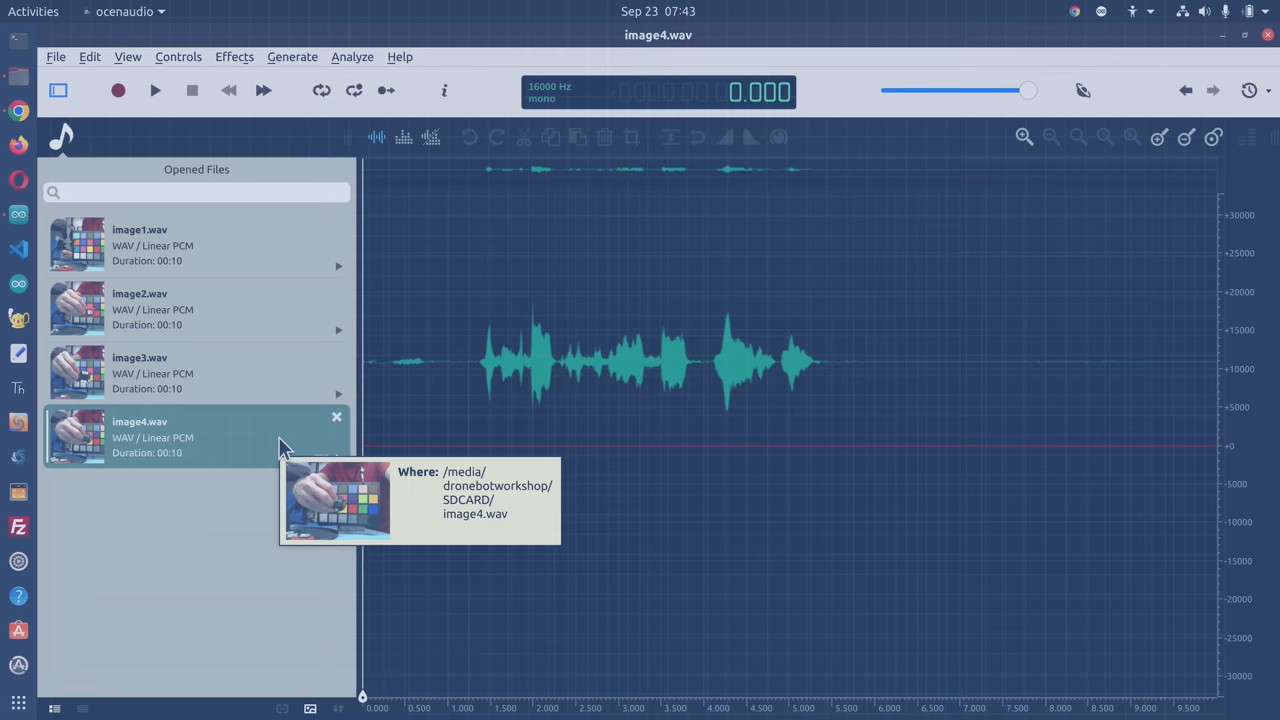 Activities
ocenaudio
Sep 23 07:43
image4.wav
File Edit View Controls Effects Generate Analyze Help
16000 Hz
mono
0.000
Opened Files
image1.wav
WAV / Linear PCM
Duration: 00:10
image2.wav
WAV / Linear PCM
Duration: 00:10
image3.wav
WAV / Linear PCM
Duration: 00:10
image4.wav
WAV / Linear PCM
Duration: 00:10
Where: /media/
dronebotworkshop/
SDCARD/
image4.wav
+30000
+25000
+20000
+15000
+10000
+5000
+0
-5000
-10000
-15000
-20000
-25000
-30000
0.000 0.500 1.000 1.500 2.000 2.500 3.000 3.500 4.000 4.500 5.000 5.500 6.000 6.500 7.000 7.500 8.000 8.500 9.000 9.500
Th
FZ